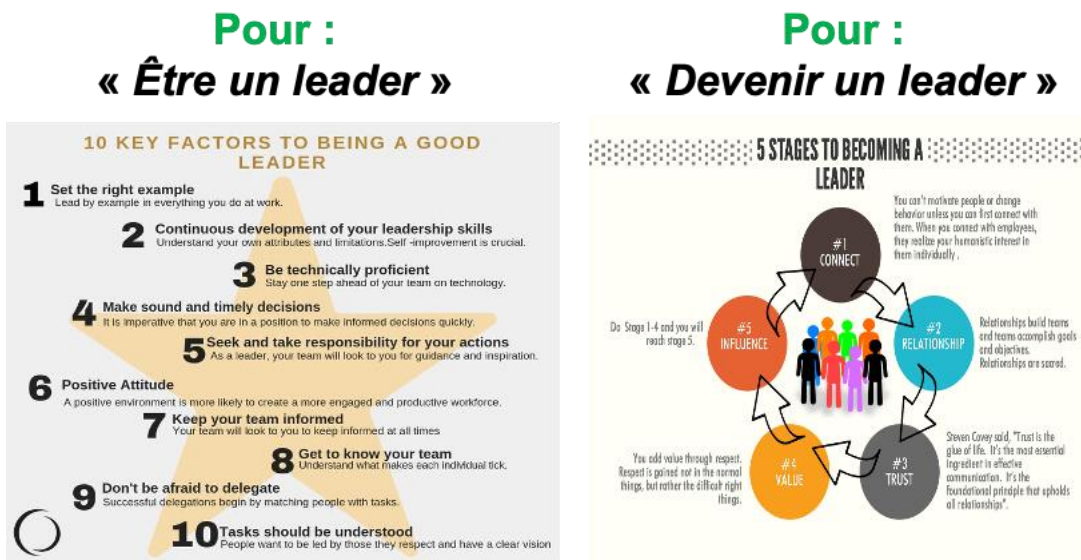 Pour :
« Être un leader »
10 KEY FACTORS TO BEING A GOOD
LEADER
1 Set the right example
Lead by example in everything you do at work.
2 Continuous development of your leadership skills
Understand your own attributes and limitations.Self -improvement is crucial.
3 Be technically proficient
Stay one step ahead of your team on technology.
4 Make sound and timely decisions
It is imperative that you are in a position to make informed decisions quickly.
5 Seek and take responsibility for your actions
As a leader, your team will look to you for guidance and inspiration.
6 Positive Attitude
A positive environment is more likely to create a more engaged and productive workforce.
7 Keep your team informed
Your team will look to you to keep informed at all times
8 Get to know your team
Understand what makes each individual tick.
9 Don't be afraid to delegate
Successful delegations begin by matching people with tasks.
10 Tasks should be understood
People want to be led by those they respect and have a clear vision
Pour :
« Devenir un leader »
5 STAGES TO BECOMING A
LEADER
#1
CONNECT
You can't motivate people or change
behavior unless you can first connect with
them. When you connect with employees,
they realize your humanistic interest in
them individually .
#2
RELATIONSHIP
Relationships build teams
and teams accomplish goals
and objectives.
Relationships are sacred.
#3
TRUST
Steven Covey said, "Trust is the
glue of life. It's the most essential
ingredient in effective
communication. It's the
foundational principle that upholds
all relationships".
#4
VALUE
You add value through respect.
Respect is gained not in the normal
things, but rather the difficult right
things.
#5
INFLUENCE
Do Stage 1-4 and you will
reach stage 5.